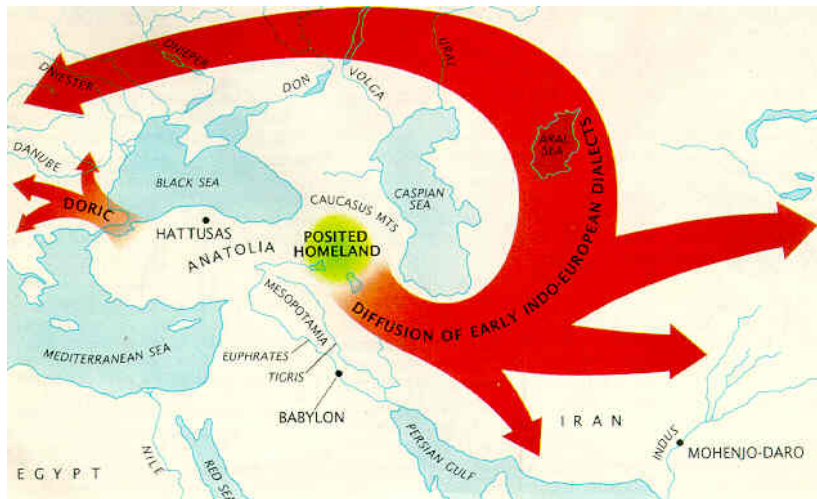 DNIEPER
DNIESTER
DON
VOLGA
URAL
ARAL
SEA
DANUBE
BLACK SEA
CAUCASUS MTS
CASPIAN
SEA
DORIC
HATTUSAS
ANATOLIA
POSITED
HOMELAND
DIFFUSION OF EARLY INDO-EUROPEAN DIALECTS
MESOPOTAMIA
MEDITERRANEAN SEA
EUPHRATES
TIGRIS
BABYLON
IRAN
INDUS
MOHENJO-DARO
PERSIAN GULF
EGYPT
NILE
RED SEA